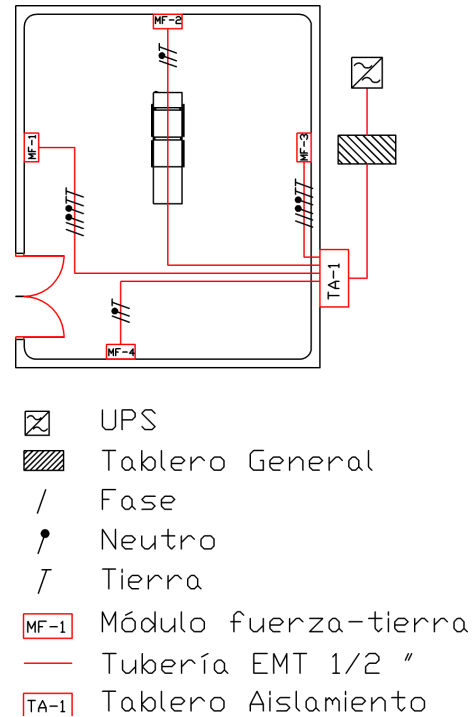 MF-2
MF-1
MF-3
TA-1
MF-4
UPS
Tablero General
Fase
Neutro
Tierra
MF-1 Módulo fuerza-tierra
Tubería EMT 1/2 "
TA-1 Tablero Aislamiento